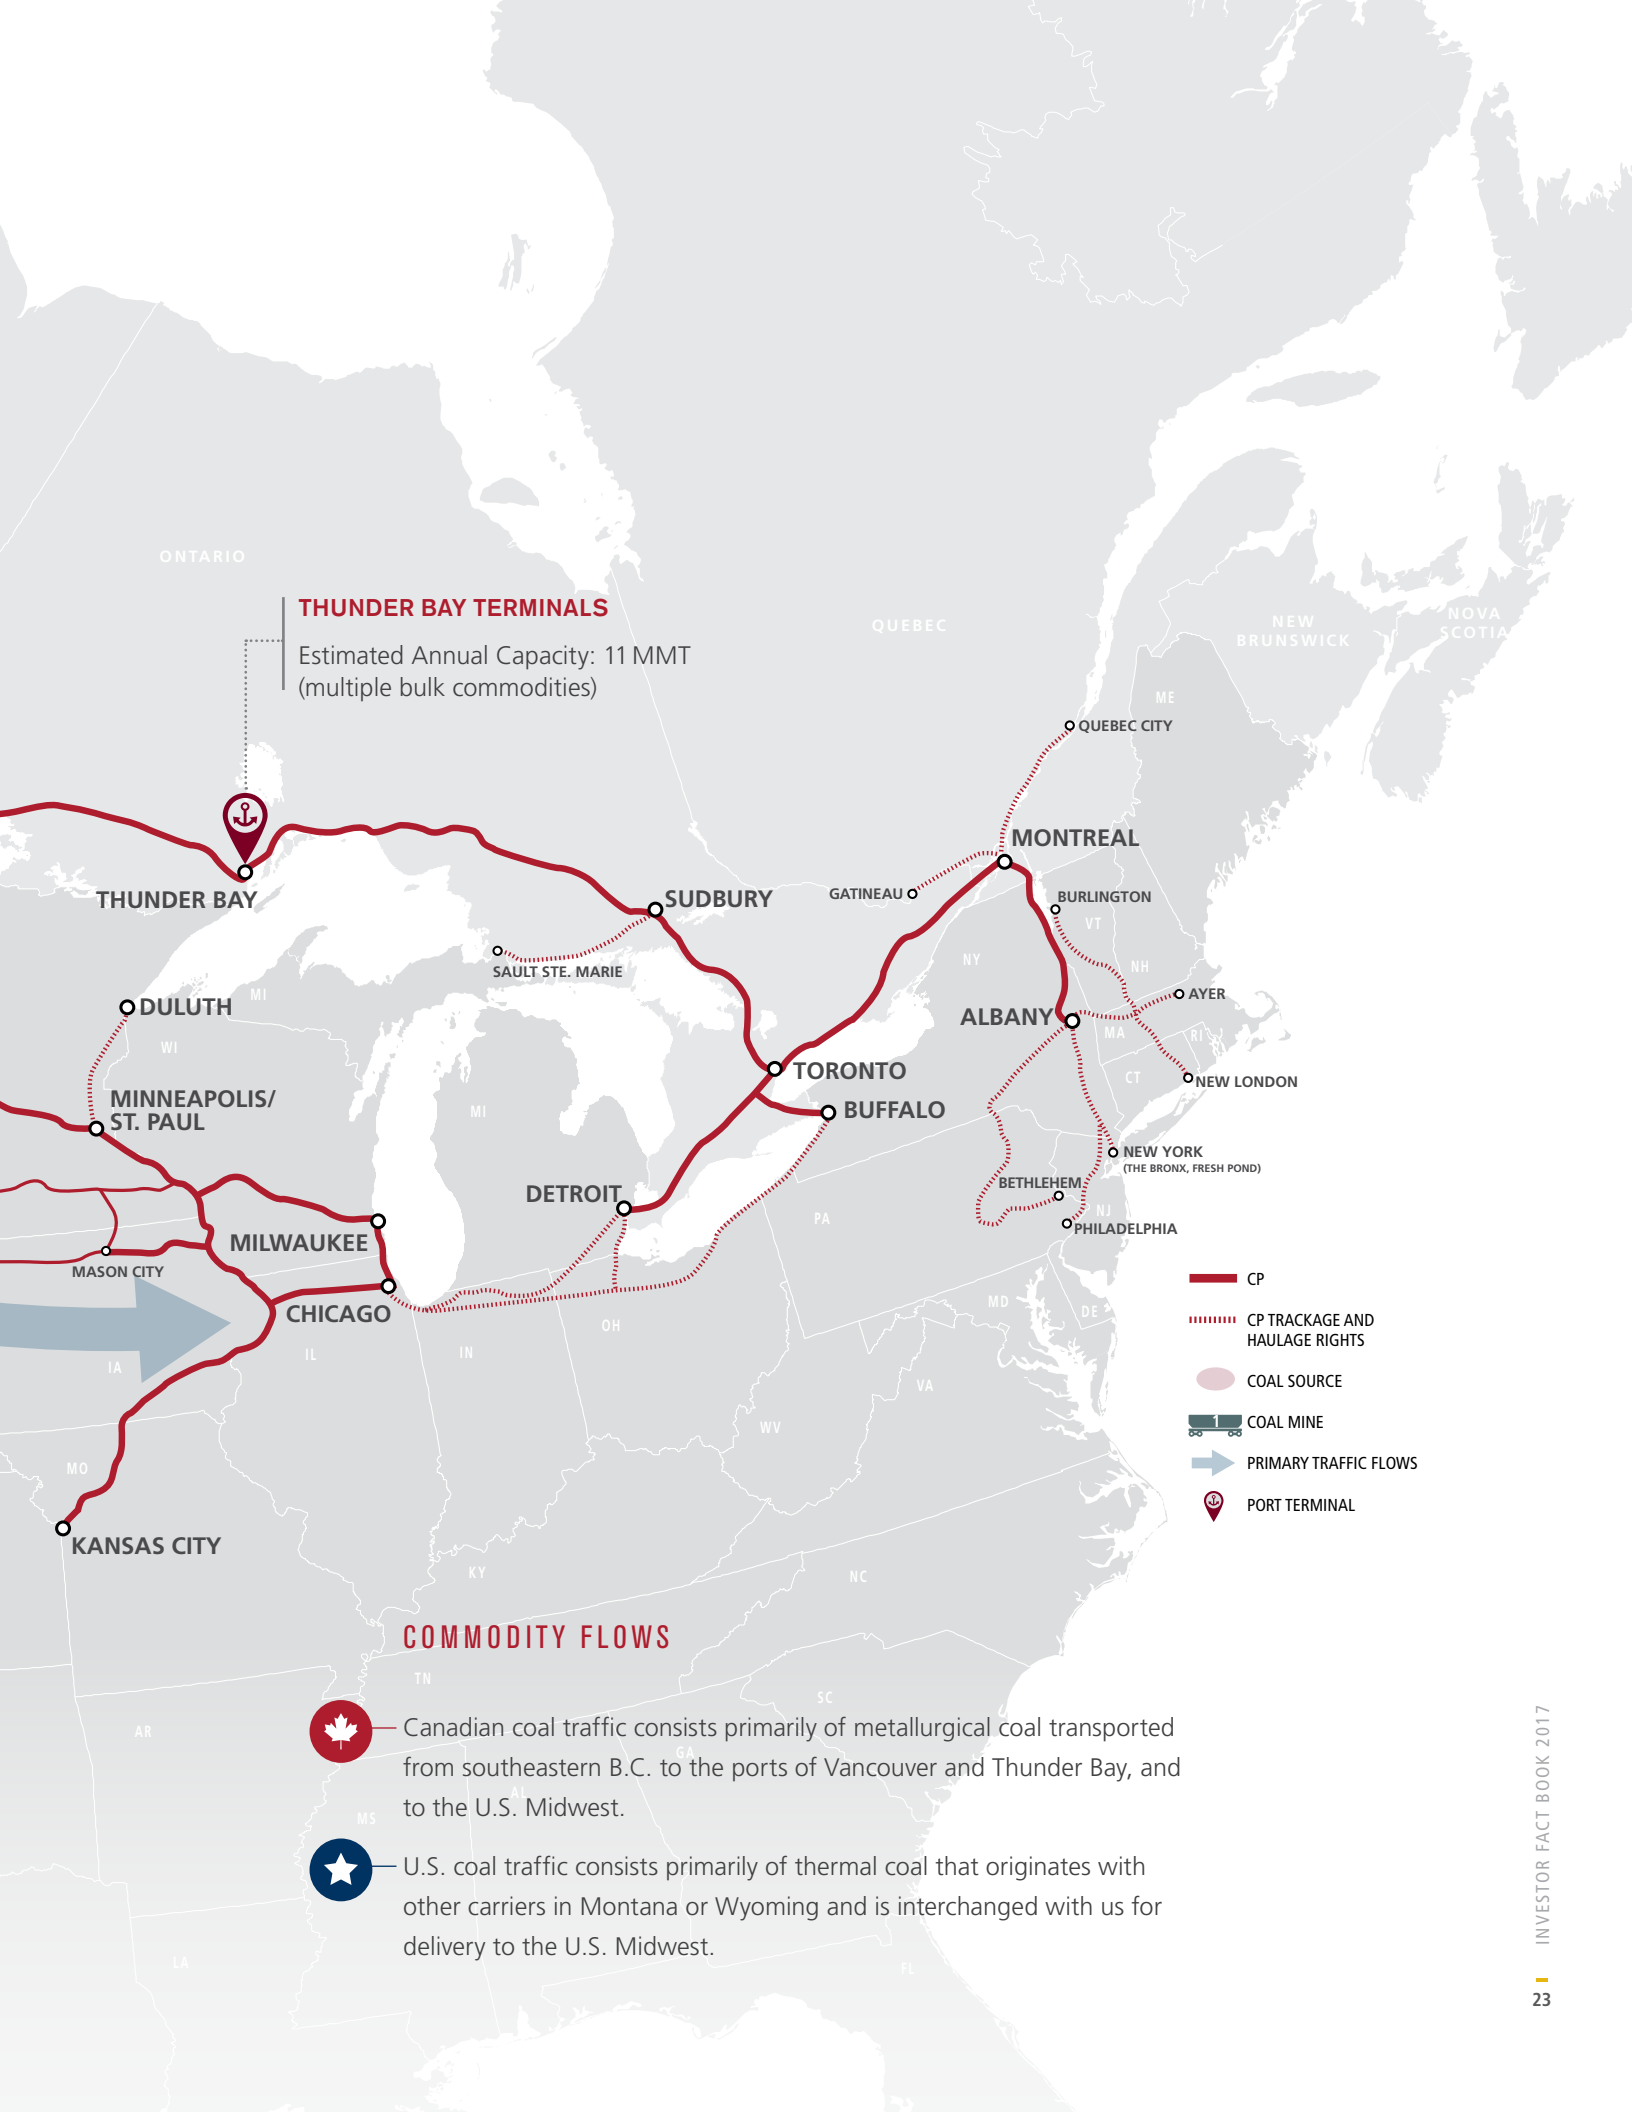 ONTARIO
THUNDER BAY TERMINALS
Estimated Annual Capacity: 11 MMT
(multiple bulk commodities)
QUEBEC
NEW
BRUNSWICK
NOVA
SCOTIA
ME
QUEBEC CITY
MONTREAL
THUNDER BAY
SUDBURY
GATINEAU
BURLINGTON
VT
NY
NH
SAULT STE. MARIE
MI
DULUTH
AYER
ALBANY
MA
RI
WI
TORONTO
CT
NEW LONDON
MINNEAPOLIS/
ST. PAUL
MI
BUFFALO
NEW YORK
(THE BRONX, FRESH POND)
BETHLEHEM
DETROIT
NJ
PA
PHILADELPHIA
MILWAUKEE
MASON CITY
CHICAGO
MD
DE
OH
IA
IL
IN
VA
WV
MO
KANSAS CITY
KY
NC
CP
CP TRACKAGE AND
HAULAGE RIGHTS
COAL SOURCE
1
COAL MINE
PRIMARY TRAFFIC FLOWS
PORT TERMINAL
COMMODITY FLOWS
TN
SC
AR
GA
AL
MS
LA
FL
Canadian coal traffic consists primarily of metallurgical coal transported
from southeastern B.C. to the ports of Vancouver and Thunder Bay, and
to the U.S. Midwest.
U.S. coal traffic consists primarily of thermal coal that originates with
other carriers in Montana or Wyoming and is interchanged with us for
delivery to the U.S. Midwest.
INVESTOR FACT BOOK 2017
23